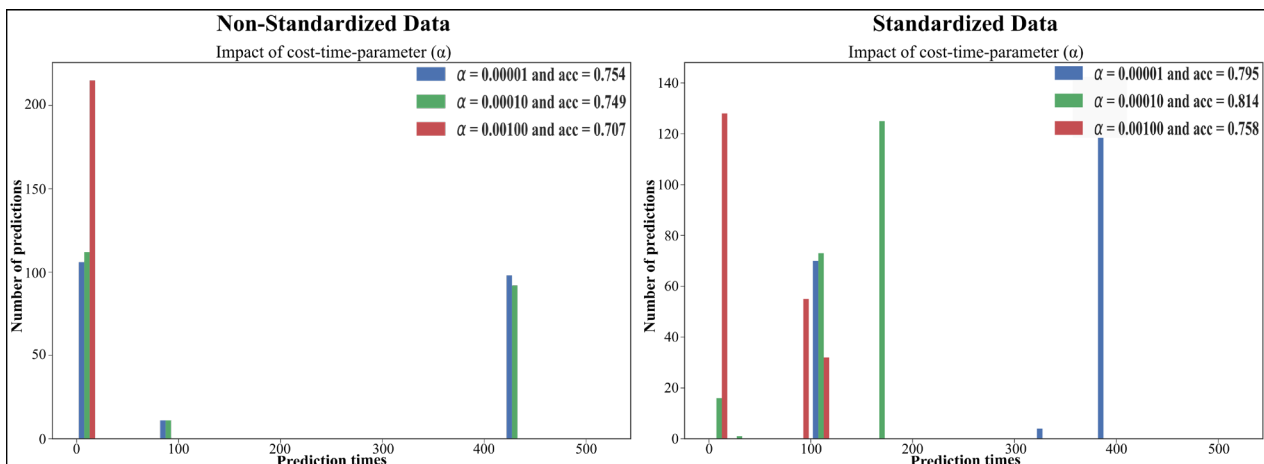 Non-Standardized Data
Impact of cost-time-parameter (α)
α = 0.00001 and acc = 0.754
α = 0.00010 and acc = 0.749
α = 0.00100 and acc = 0.707
Number of predictions
200
150
100
50
0
0 100 200 300 400 500
Prediction times
Standardized Data
Impact of cost-time-parameter (α)
α = 0.00001 and acc = 0.795
α = 0.00010 and acc = 0.814
α = 0.00100 and acc = 0.758
Number of predictions
140
120
100
80
60
40
20
0
0 100 200 300 400 500
Prediction times